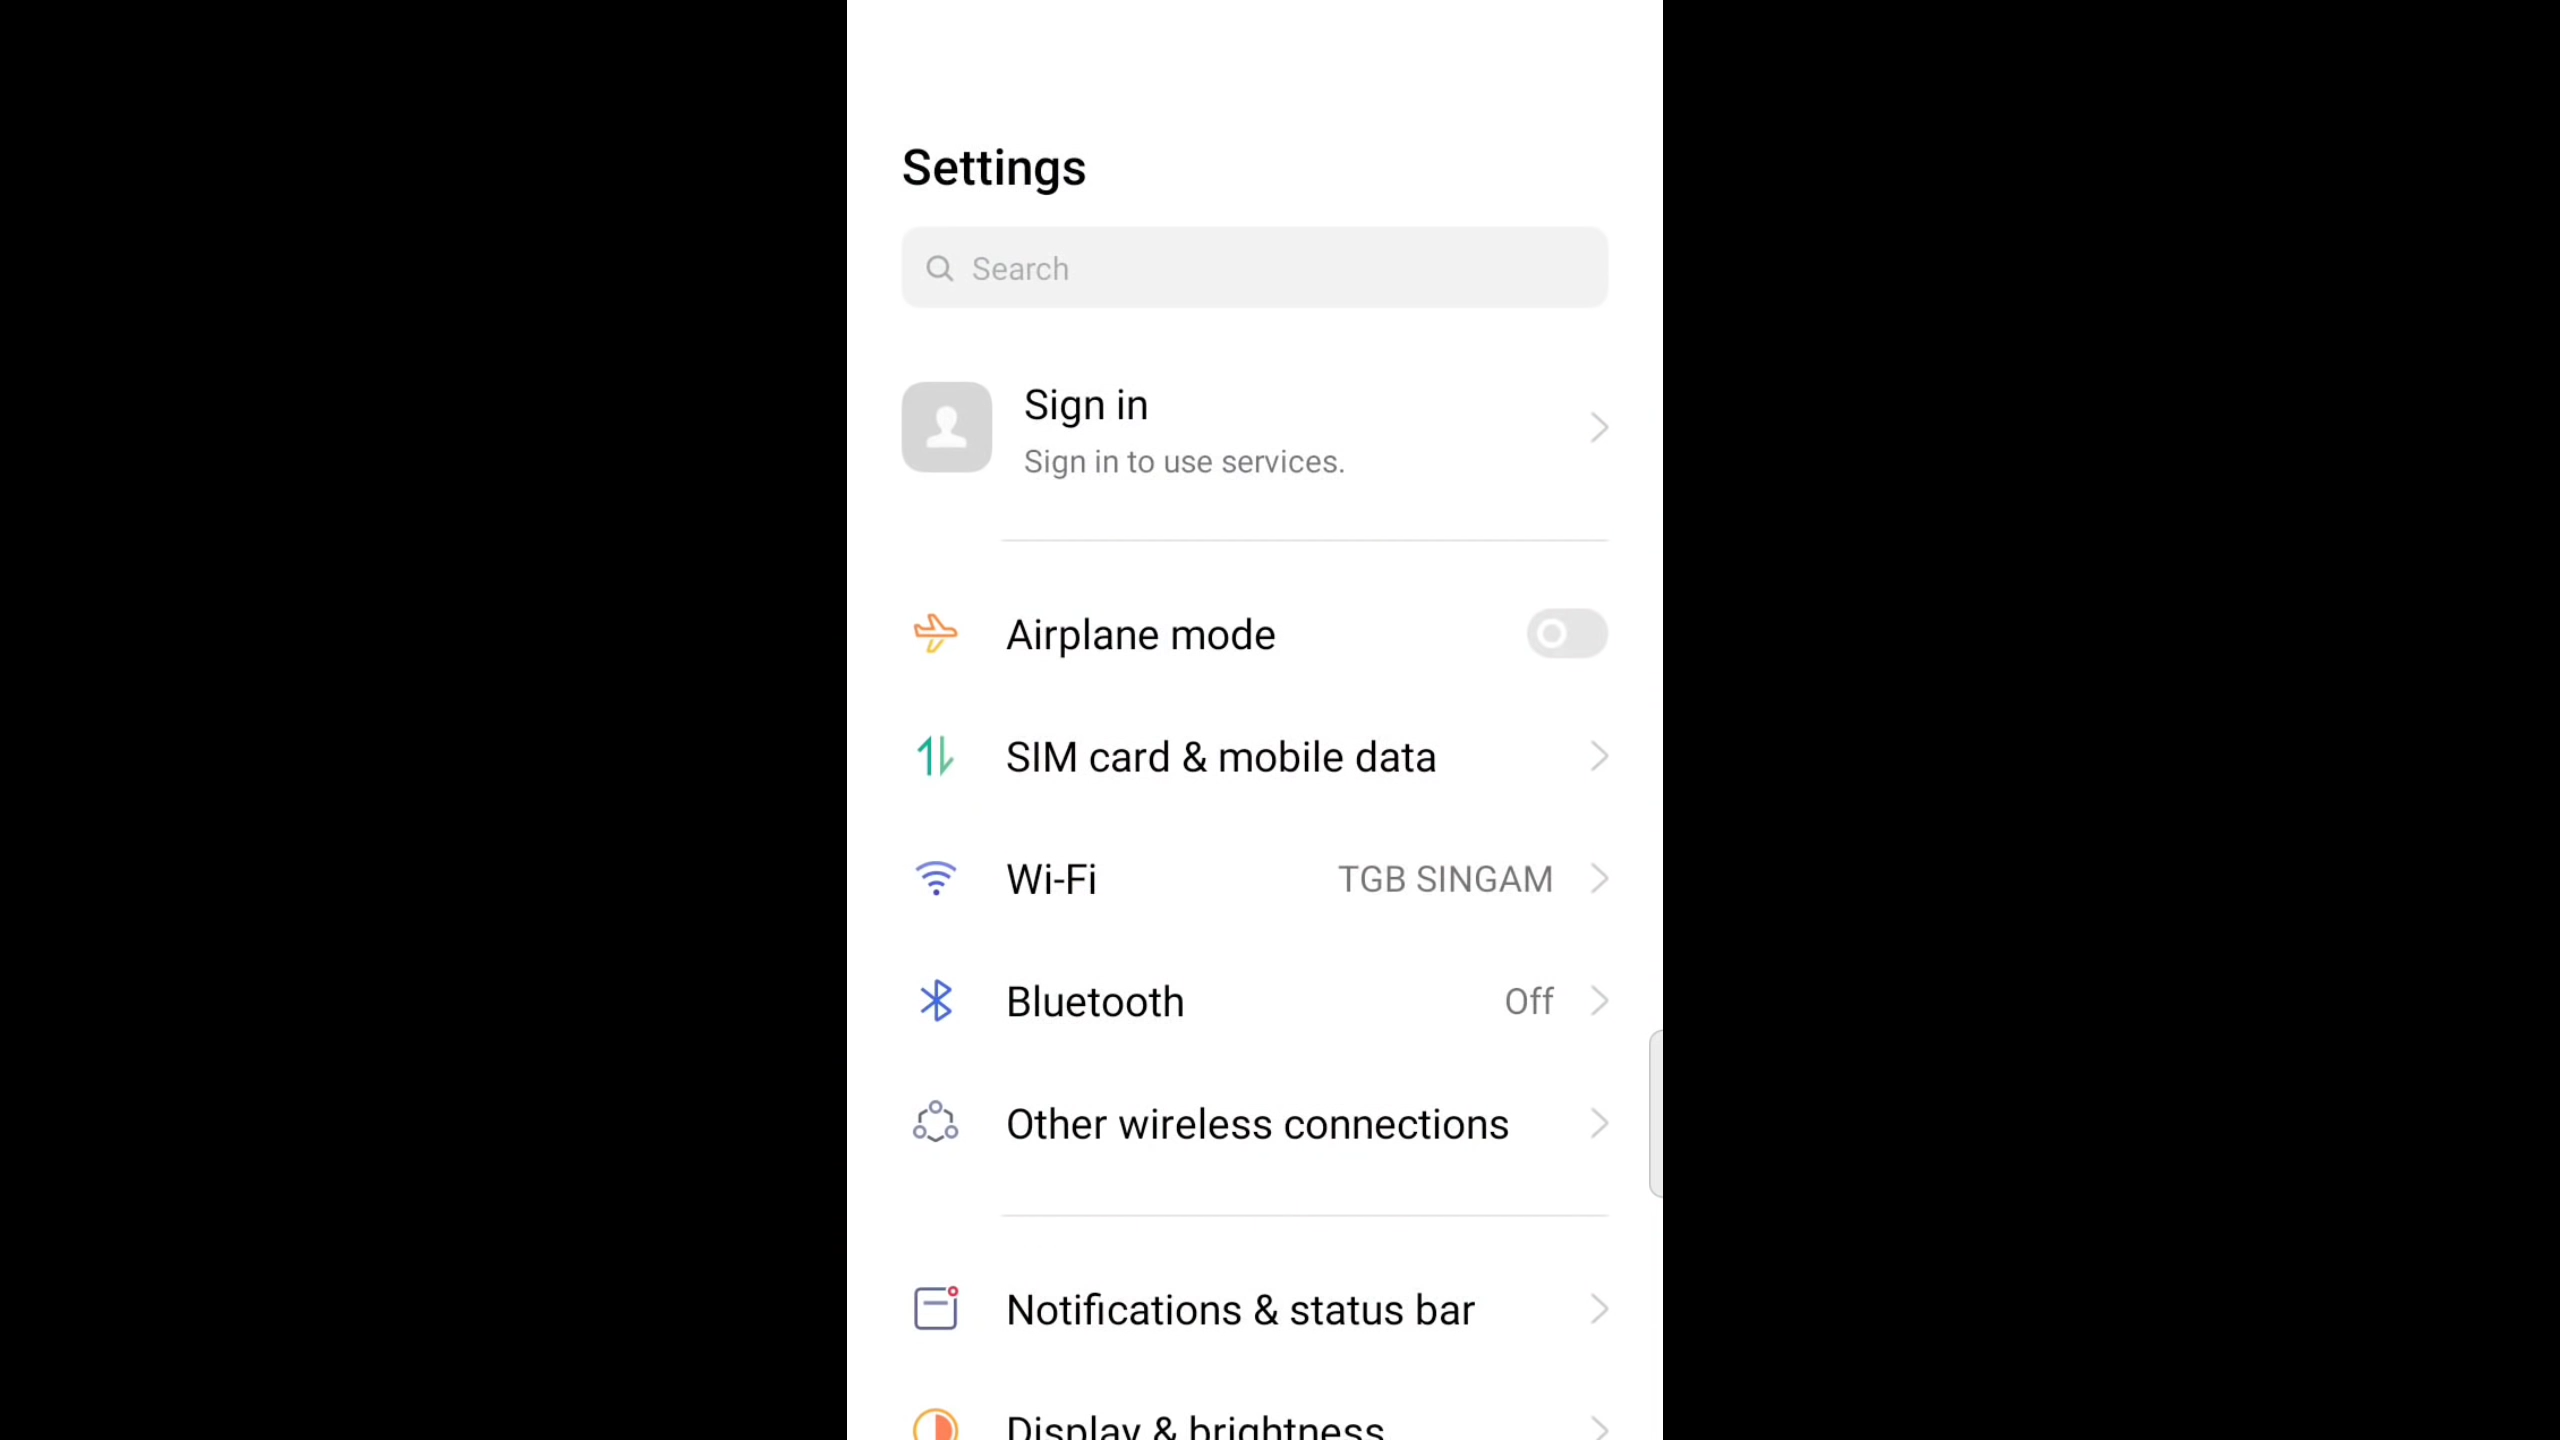 Settings
Search
Sign in
Sign in to use services.
Airplane mode
SIM card & mobile data
Wi-Fi TGB SINGAM
Bluetooth Off
Other wireless connections
Notifications & status bar
Display & brightness